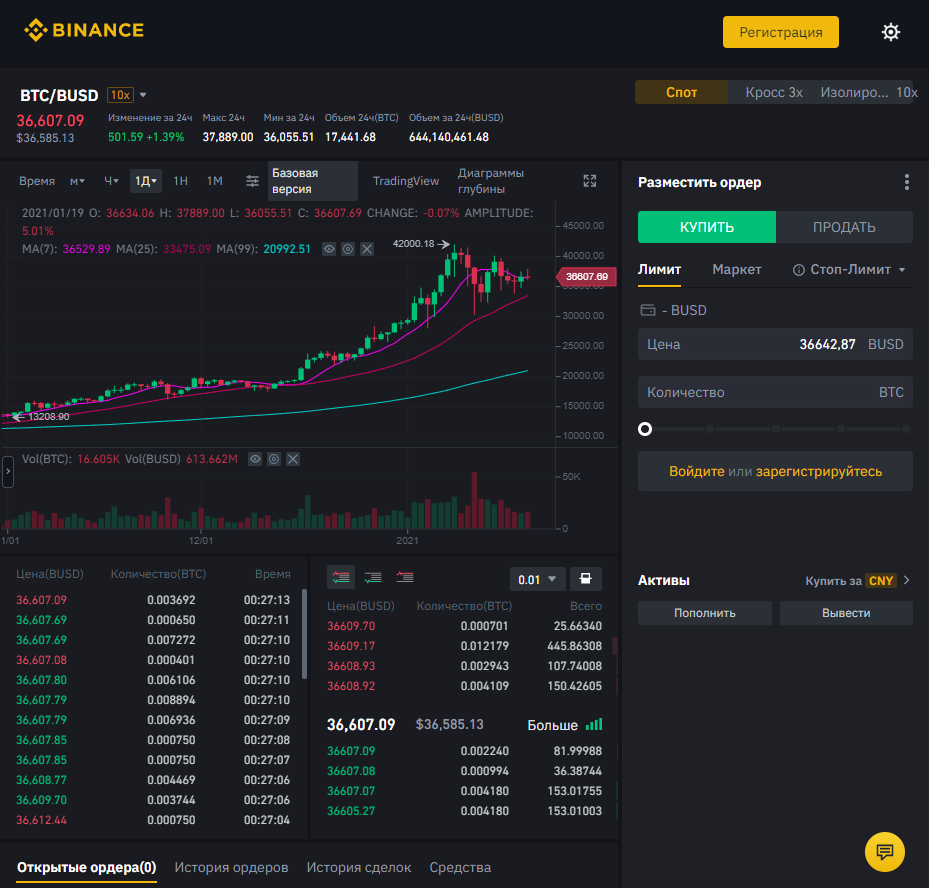 BINANCE
Регистрация
BTC/BUSD 10x
36,607.09
$36,585.13
Изменение за 24ч
501.59 +1.39%
Макс 24ч
37,889.00
Мин за 24ч
36,055.51
Объем 24ч(BTC)
17,441.68
Объем за 24ч(BUSD)
644,140,461.48
Спот Кросс 3x Изолиро... 10x
Время м Ч 1Д 1Н 1М
Базовая версия
TradingView
Диаграммы глубины
2021/01/19 O: 36634.06 H: 37889.00 L: 36055.51 C: 36607.69 CHANGE: -0.07% AMPLITUDE:
5.01%
MA(7): 36529.89 MA(25): 33475.09 MA(99): 20992.51
42000.18
13208.90
45000.00
40000.00
36607.69
35000.00
30000.00
25000.00
20000.00
15000.00
10000.00
Vol(BTC): 16.605K Vol(BUSD) 613.662M
50K
0
1/01 12/01 2021
Цена(BUSD) Количество(BTC) Время
36,607.09 0.003692 00:27:13
36,607.69 0.000650 00:27:11
36,607.69 0.007272 00:27:10
36,607.08 0.000401 00:27:10
36,607.80 0.006106 00:27:10
36,607.79 0.008894 00:27:10
36,607.79 0.006936 00:27:09
36,607.85 0.000750 00:27:08
36,607.85 0.000750 00:27:07
36,608.77 0.004469 00:27:06
36,609.70 0.003744 00:27:06
36,612.44 0.000750 00:27:04
0.01
Цена(BUSD) Количество(BTC) Всего
36609.70 0.000701 25.66340
36609.17 0.012179 445.86308
36608.93 0.002943 107.74008
36608.92 0.004109 150.42605
36,607.09 $36,585.13 Больше
36607.09 0.002240 81.99988
36607.08 0.000994 36.38744
36607.07 0.004180 153.01755
36605.27 0.004180 153.01003
Разместить ордер
КУПИТЬ ПРОДАТЬ
Лимит Маркет Стоп-Лимит
- BUSD
Цена 36642,87 BUSD
Количество BTC
Войдите или зарегистрируйтесь
Активы Купить за CNY
Пополнить Вывести
Открытые ордера(0) История ордеров История сделок Средства